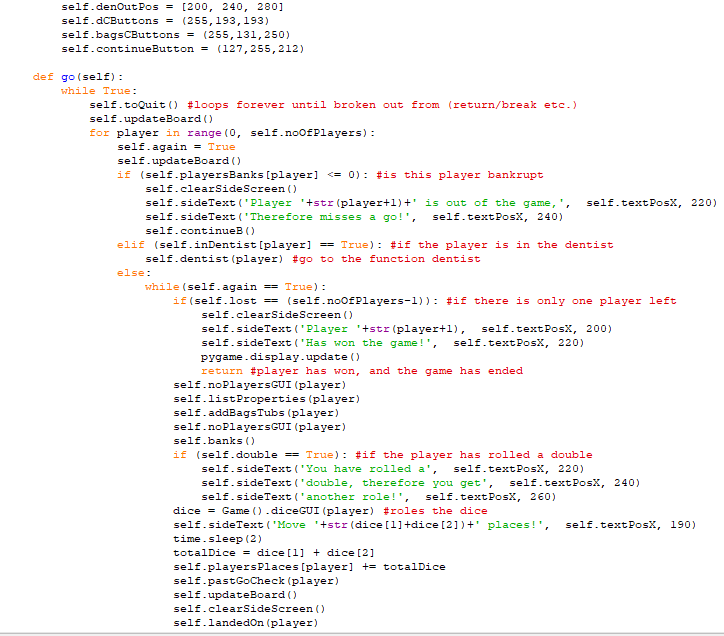 self.denOutPos = [200, 240, 280]
self.dCButtons = (255,193,193)
self.bagsCButtons = (255,131,250)
self.continueButton = (127,255,212)
def go(self):
while True:
self.toQuit() #loops forever until broken out from (return/break etc.)
self.updateBoard()
for player in range(0, self.noOfPlayers):
self.again = True
self.updateBoard()
if (self.playersBanks[player] <= 0): #is this player bankrupt
self.clearSideScreen()
self.sideText('Player '+str(player+1)+' is out of the game,', self.textPosX, 220)
self.sideText('Therefore misses a go!', self.textPosX, 240)
self.continueB()
elif (self.inDentist[player] == True): #if the player is in the dentist
self.dentist(player) #go to the function dentist
else:
while(self.again == True):
if(self.lost == (self.noOfPlayers-1)): #if there is only one player left
self.clearSideScreen()
self.sideText('Player '+str(player+1), self.textPosX, 200)
self.sideText('Has won the game!', self.textPosX, 220)
pygame.display.update()
return #player has won, and the game has ended
self.noPlayersGUI(player)
self.listProperties(player)
self.addBagsTubs(player)
self.noPlayersGUI(player)
self.banks()
if (self.double == True): #if the player has rolled a double
self.sideText('You have rolled a', self.textPosX, 220)
self.sideText('double, therefore you get', self.textPosX, 240)
self.sideText('another role!', self.textPosX, 260)
dice = Game().diceGUI(player) #roles the dice
self.sideText('Move '+str(dice[1]+dice[2])+' places!', self.textPosX, 190)
time.sleep(2)
totalDice = dice[1] + dice[2]
self.playersPlaces[player] += totalDice
self.pastGoCheck(player)
self.updateBoard()
self.clearSideScreen()
self.landedOn(player)